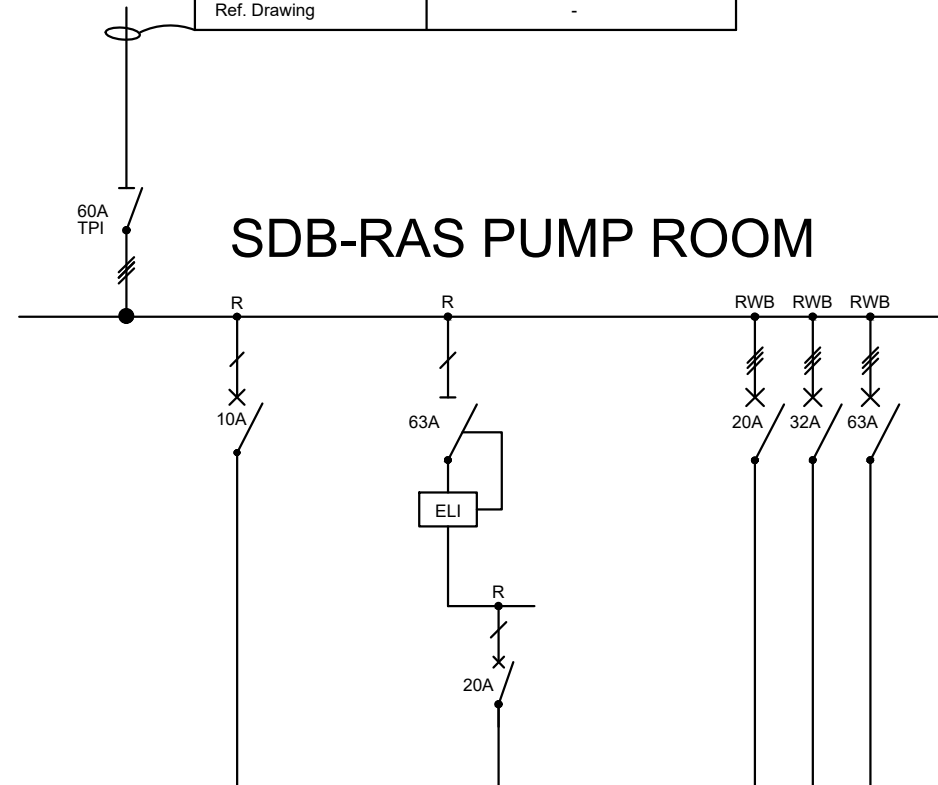 Ref. Drawing -
60A
TPI
SDB-RAS PUMP ROOM
R R RWB RWB RWB
10A 63A 20A 32A 63A
ELI
R
20A